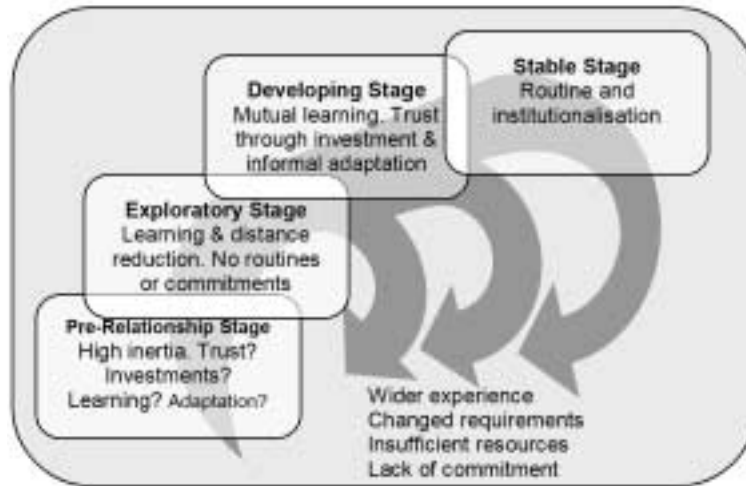 Stable Stage
Routine and
institutionalisation
Developing Stage
Mutual learning. Trust
through investment &
informal adaptation
Exploratory Stage
Learning & distance
reduction. No routines
or commitments
Pre-Relationship Stage
High inertia. Trust?
Investments?
Learning? Adaptation?
Wider experience
Changed requirements
Insufficient resources
Lack of commitment